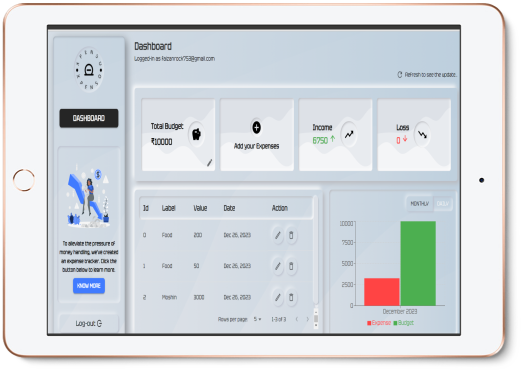 Dashboard
Logged-in as faizanrock753@gmail.com
Refresh to see the update.
DASHBOARD
To alleviate the pressure of
money handling, we've created
an expense tracker. Click the
button below to learn more.
KNOW MORE
Log-out
Total Budget
₹10000
Add your Expenses
Income
6750
Loss
0
Id Label Value Date Action
0 Food 200 Dec 26, 2023
1 Food 50 Dec 26, 2023
2 3000 Dec 26, 2023
Rows per page: 5 1-3 of 3
MONTHLY DAILY
10000
7500
5000
2500
0
December 2023
Expense Budget